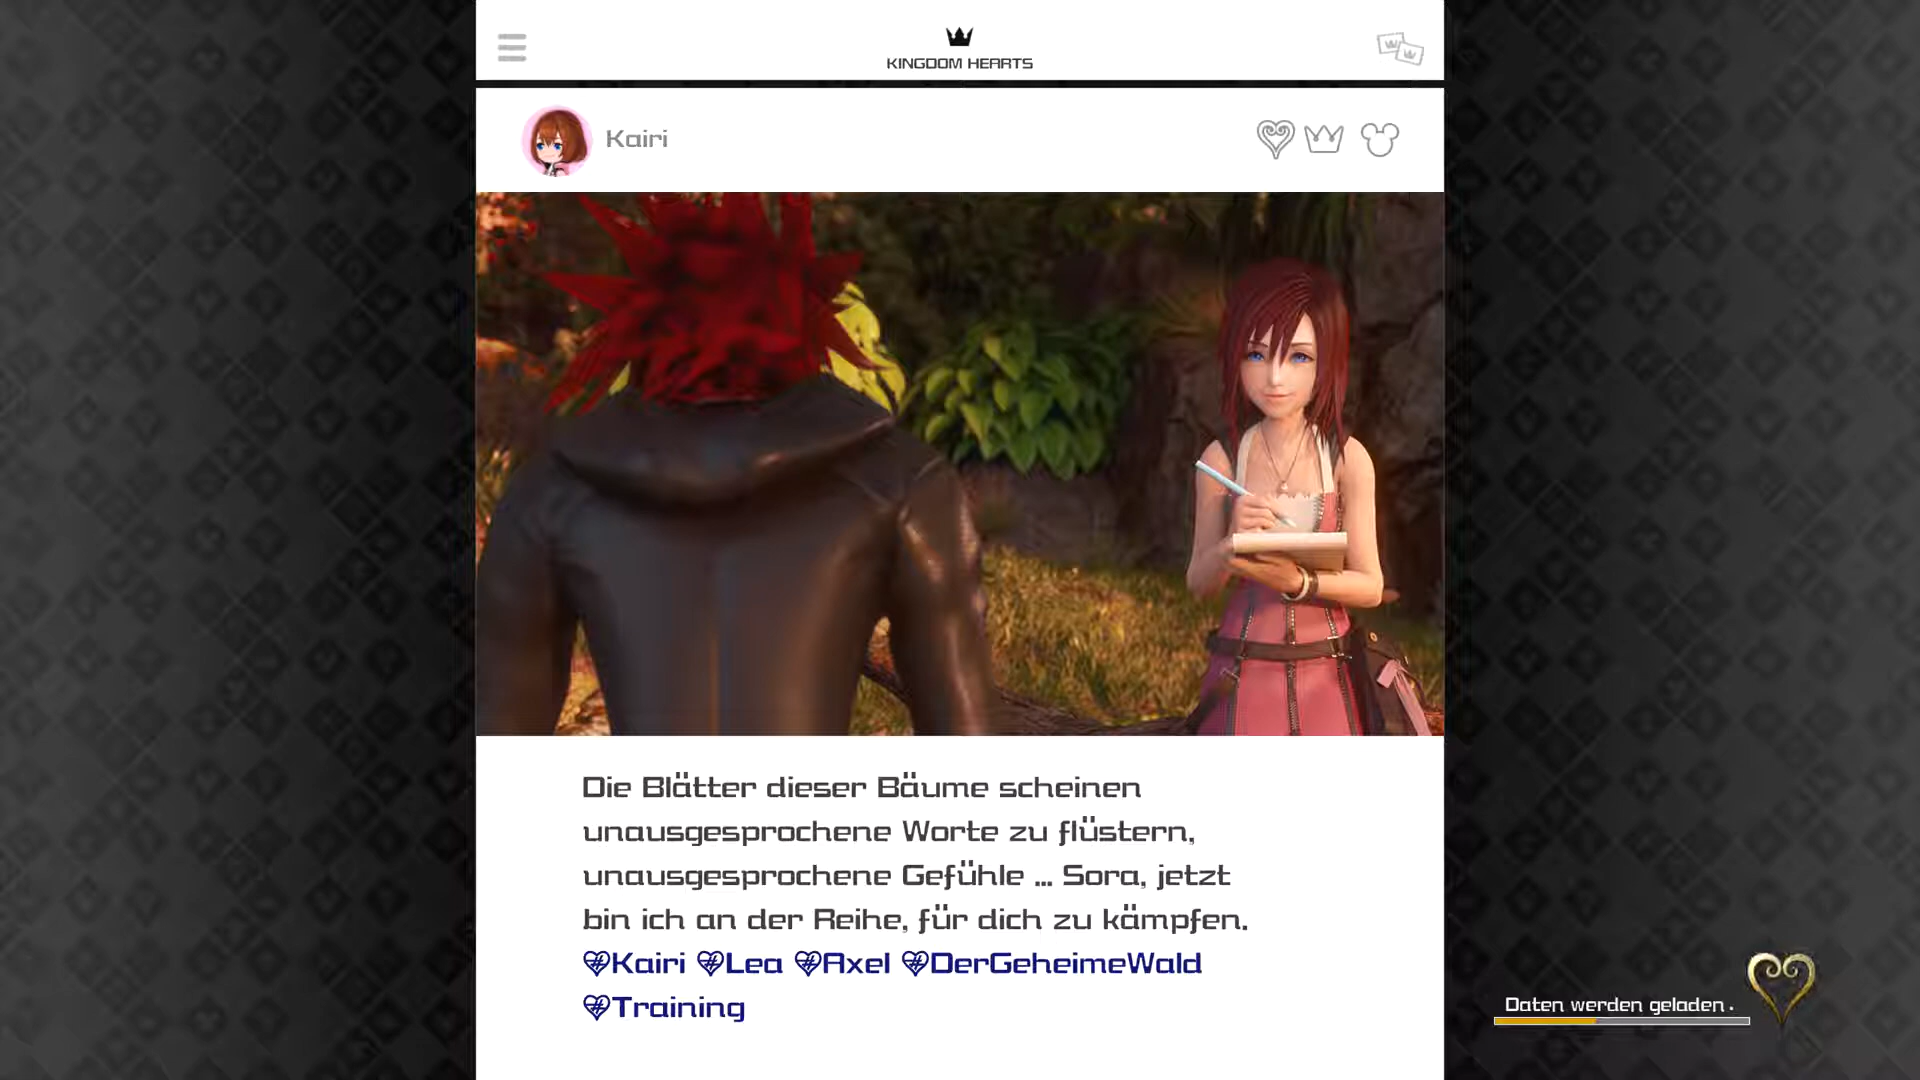 KINGDOM HEARTS
Kairi
Die Blätter dieser Bäume scheinen
unausgesprochene Worte zu flüstern,
unausgesprochene Gefühle ... Sora, jetzt
bin ich an der Reihe, für dich zu kämpfen.
#Kairi #Lea #Axel #DerGeheimeWald
#Training
Daten werden geladen .